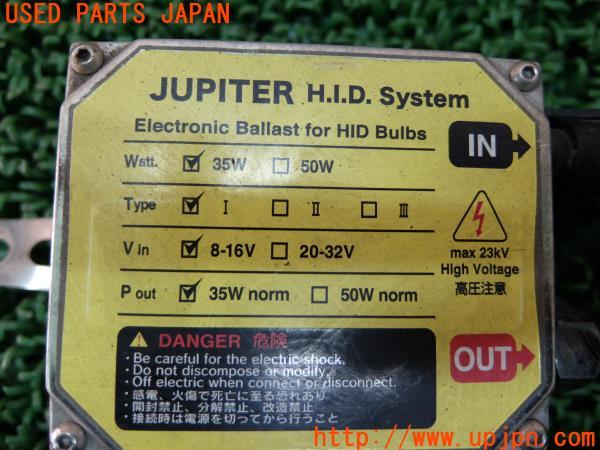 USED PARTS JAPAN
JUPITER H.I.D. System
Electronic Ballast for HID Bulbs
IN
Watt. 35W 50W
Type I II III
V in 8-16V 20-32V
max 23kV
High Voltage
高圧注意
P out 35W norm 50W norm
DANGER 危険
・Be careful for the electric shock.
・Do not discompose or modify.
・Off electric when connect or disconnect.
・感電、火傷で死亡に至る恐れあり
・開封禁止、分解禁止、改造禁止
・接続時は電源を切ってから行うこと
OUT
http://www.upjpn.com